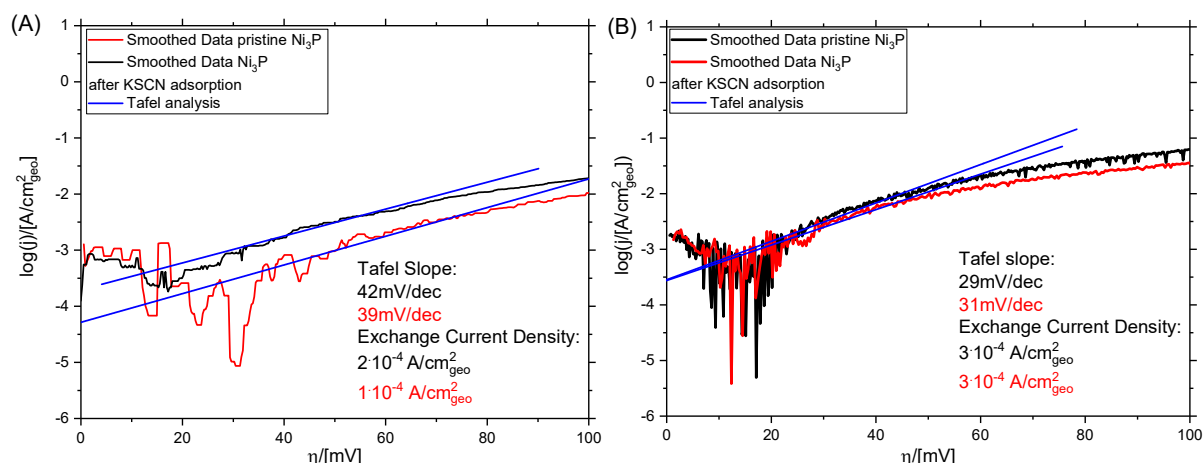 (A)
Smoothed Data pristine Ni₃P
Smoothed Data Ni₃P
after KSCN adsorption
Tafel analysis
log(j)/[A/cm²geo]
1
0
-1
-2
-3
-4
-5
-6
Tafel Slope:
42mV/dec
39mV/dec
Exchange Current Density:
2·10⁻⁴ A/cm²geo
1·10⁻⁴ A/cm²geo
0 20 40 60 80 100
η/[mV]
(B)
Smoothed Data pristine Ni₃P
Smoothed Data Ni₃P
after KSCN adsorption
Tafel analysis
log(j/[A/cm²geo])
1
0
-1
-2
-3
-4
-5
-6
Tafel slope:
29mV/dec
31mV/dec
Exchange Current Density:
3·10⁻⁴ A/cm²geo
3·10⁻⁴ A/cm²geo
0 20 40 60 80 100
η/[mV]